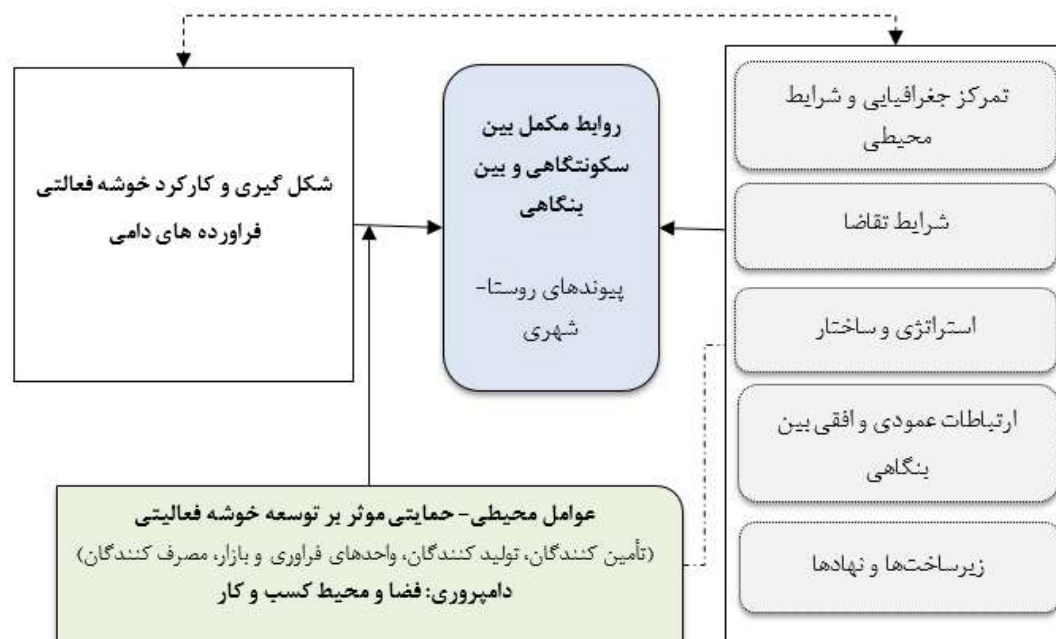 تمرکز جغرافیایی و شرایط
محیطی
شرایط تقاضا
استراتژی و ساختار
ارتباطات عمودی و افقی بین
بنگاهی
زیرساخت‌ها و نهادها
روابط مکمل بین
سکونتگاهی و بین
بنگاهی
پیوندهای روستا-
شهری
شکل گیری و کارکرد خوشه فعالتی
فراورده های دامی
عوامل محیطی- حمایتی موثر بر توسعه خوشه فعالیتی
(تأمین کنندگان، تولید کنندگان، واحدهای فراوری و بازار، مصرف کنندگان)
دامپروری: فضا و محیط کسب و کار